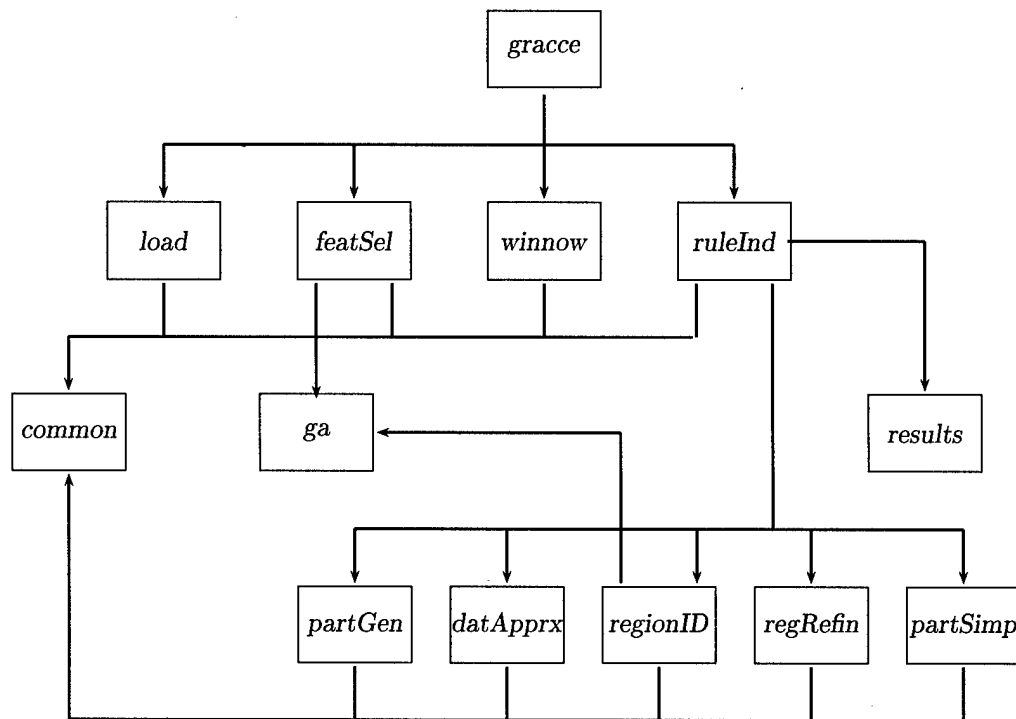 gracce
load
featSel
winnow
ruleInd
common
ga
results
partGen
datApprx
regionID
regRefin
partSimp